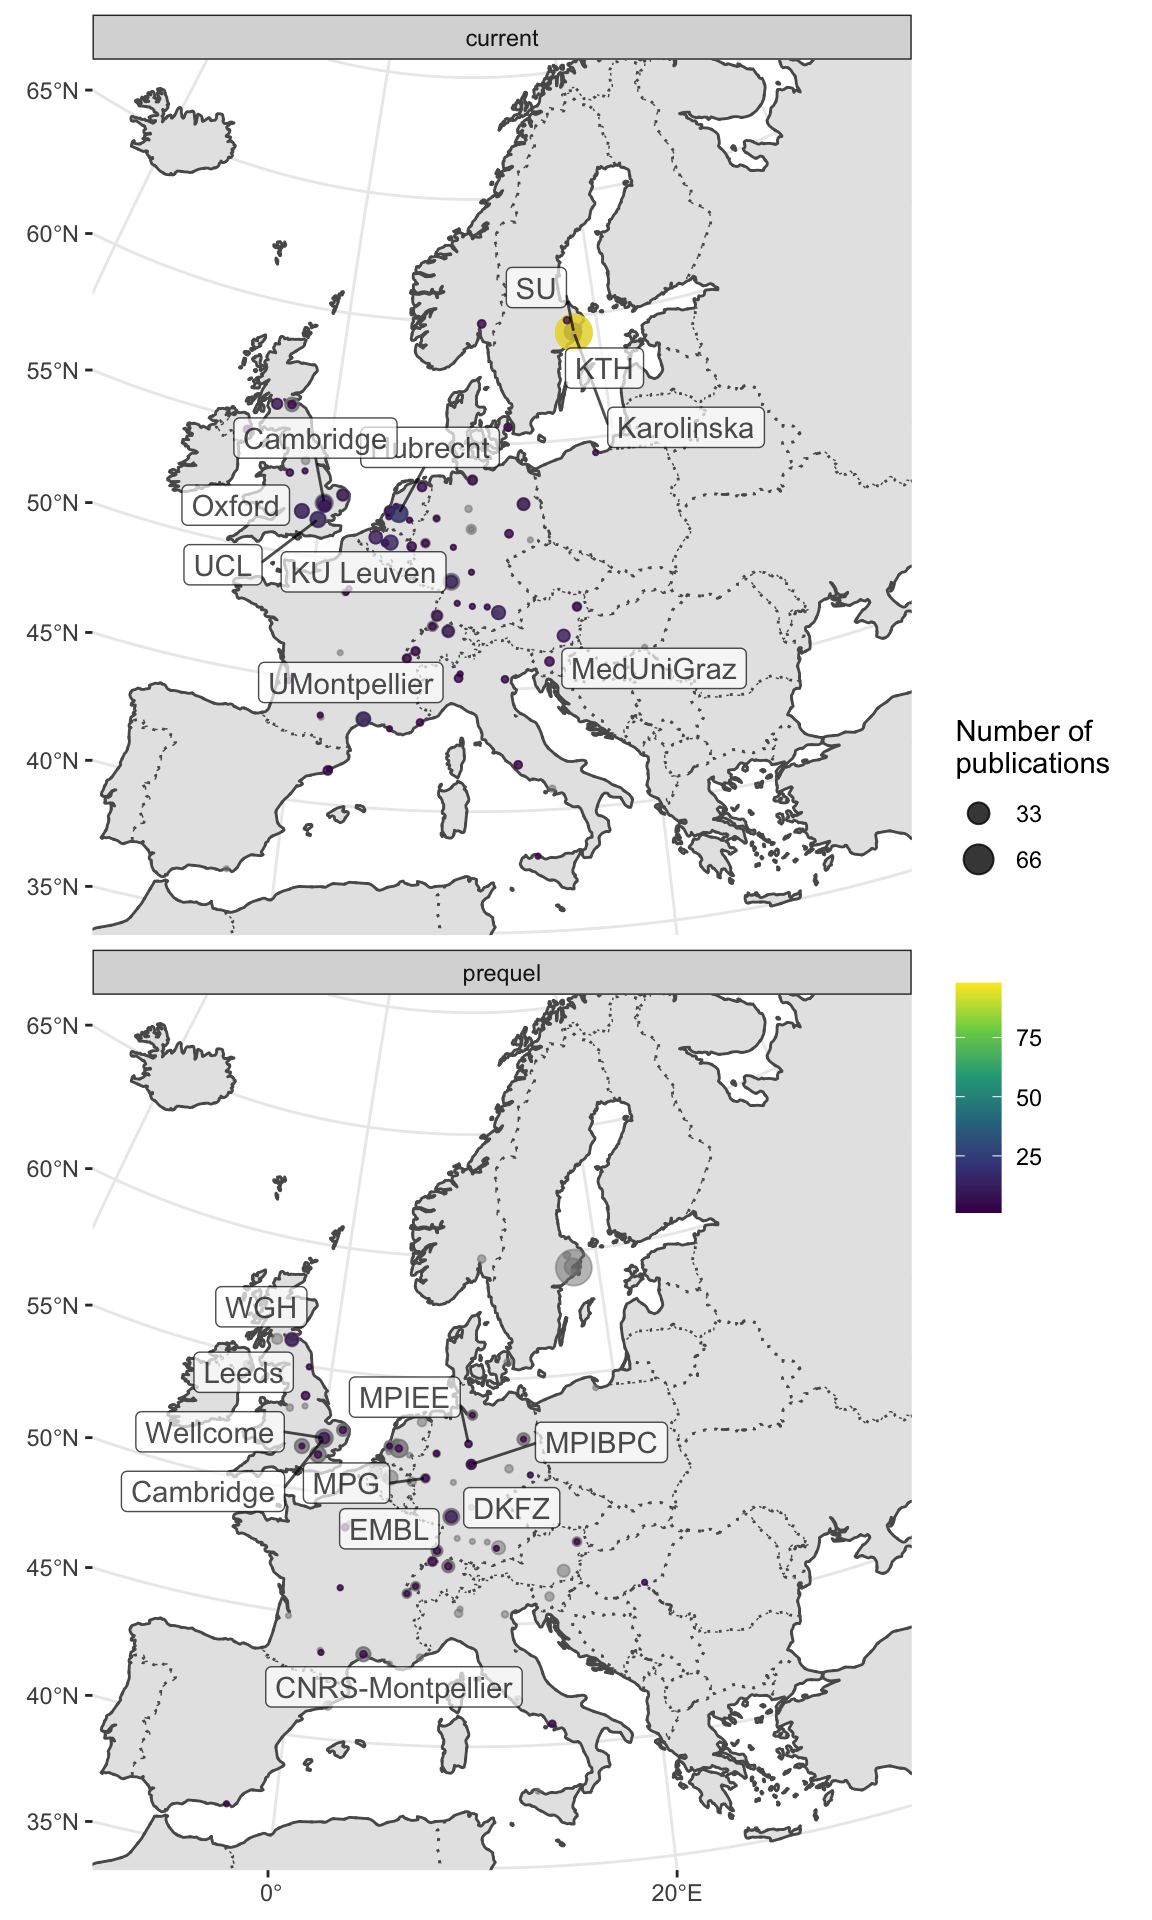 current
65°N
60°N
55°N
50°N
45°N
40°N
35°N
SU
KTH
Karolinska
Cambridge
Hubrecht
Oxford
UCL
KU Leuven
MedUniGraz
UMontpellier
Number of
publications
33
66
75
50
25
prequel
65°N
60°N
55°N
50°N
45°N
40°N
35°N
WGH
Leeds
MPIEE
Wellcome
MPIBPC
Cambridge
MPG
DKFZ
EMBL
CNRS-Montpellier
0°
20°E